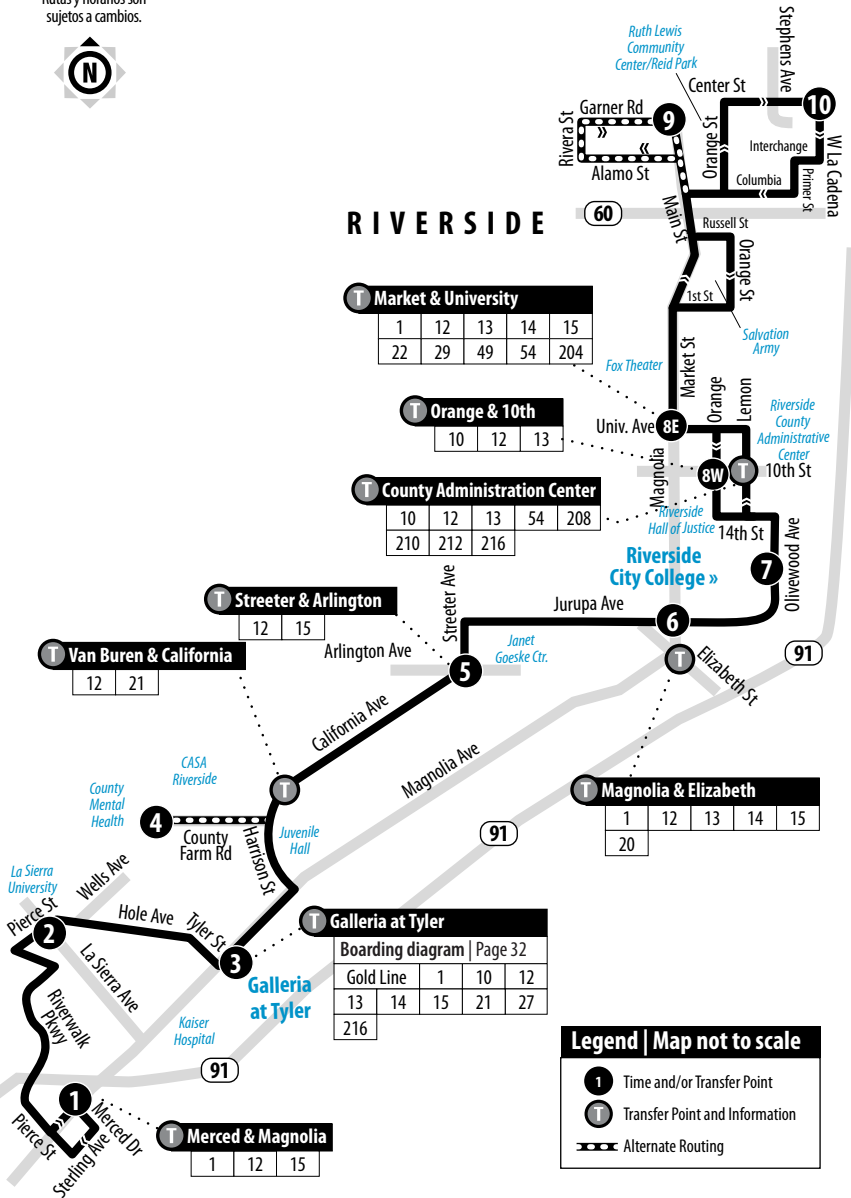 Rutas y horarios son
sujetos a cambios.
N
RIVERSIDE
Ruth Lewis
Community
Center/Reid Park
Stephens Ave
Center St
10
Garner Rd
9
Rivera St
Alamo St
Orange St
Interchange
W La Cadena
Columbia
Primer St
Main St
60
Russell St
Orange St
1st St
Salvation
Army
T Market & University
1 12 13 14 15
22 29 49 54 204
Fox Theater
Market St
Orange
Lemon
Riverside
County
Administrative
Center
T Orange & 10th
10 12 13
Univ. Ave
8E
Magnolia
8W
T
10th St
T County Administration Center
10 12 13 54 208
210 212 216
Riverside
Hall of Justice
14th St
Olivewood Ave
Riverside
City College »
7
T Streeter & Arlington
12 15
Streeter Ave
Jurupa Ave
6
Arlington Ave
5
Janet
Goeske Ctr.
T
Elizabeth St
91
T Van Buren & California
12 21
California Ave
Magnolia Ave
CASA
Riverside
T
County
Mental
Health
4
County
Farm Rd
Harrison St
Juvenile
Hall
91
T Magnolia & Elizabeth
1 12 13 14 15
20
La Sierra
University
Wells Ave
Pierce St
2
Hole Ave
Tyler St
3
La Sierra Ave
Galleria
at Tyler
T Galleria at Tyler
Boarding diagram | Page 32
Gold Line 1 10 12
13 14 15 21 27
216
Riverwalk
Pkwy
Kaiser
Hospital
91
1
Merced Dr
Pierce St
Sterling Ave
T Merced & Magnolia
1 12 15
Legend | Map not to scale
1 Time and/or Transfer Point
T Transfer Point and Information
Alternate Routing